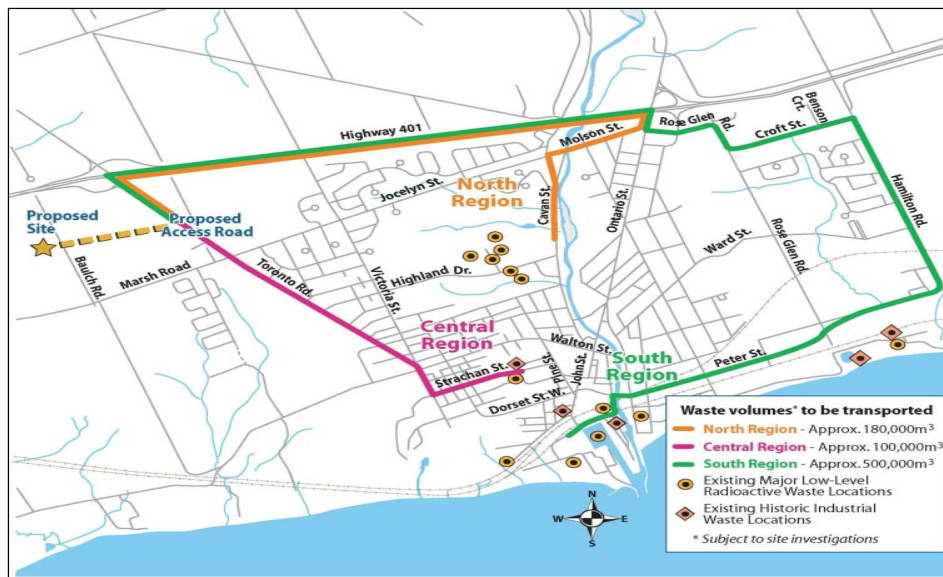 Highway 401
Molson St.
Rose Glen Rd.
Croft St.
Benson
Crt.
Hamilton Rd.
Jocelyn St.
North
Region
Cavan St.
Ontario St.
Proposed
Site
Proposed
Access Road
Baulch Rd.
Marsh Road
Toronto Rd.
Victoria St.
Highland Dr.
Ward St.
Rose Glen Rd.
Central
Region
Walton St.
South
Region
Strachan St.
Pine St.
John St.
Peter St.
Dorset St. W.
N
W
E
S
Waste volumes* to be transported
North Region - Approx. 180,000m³
Central Region - Approx. 100,000m³
South Region - Approx. 500,000m³
Existing Major Low-Level
Radioactive Waste Locations
Existing Historic Industrial
Waste Locations
* Subject to site investigations